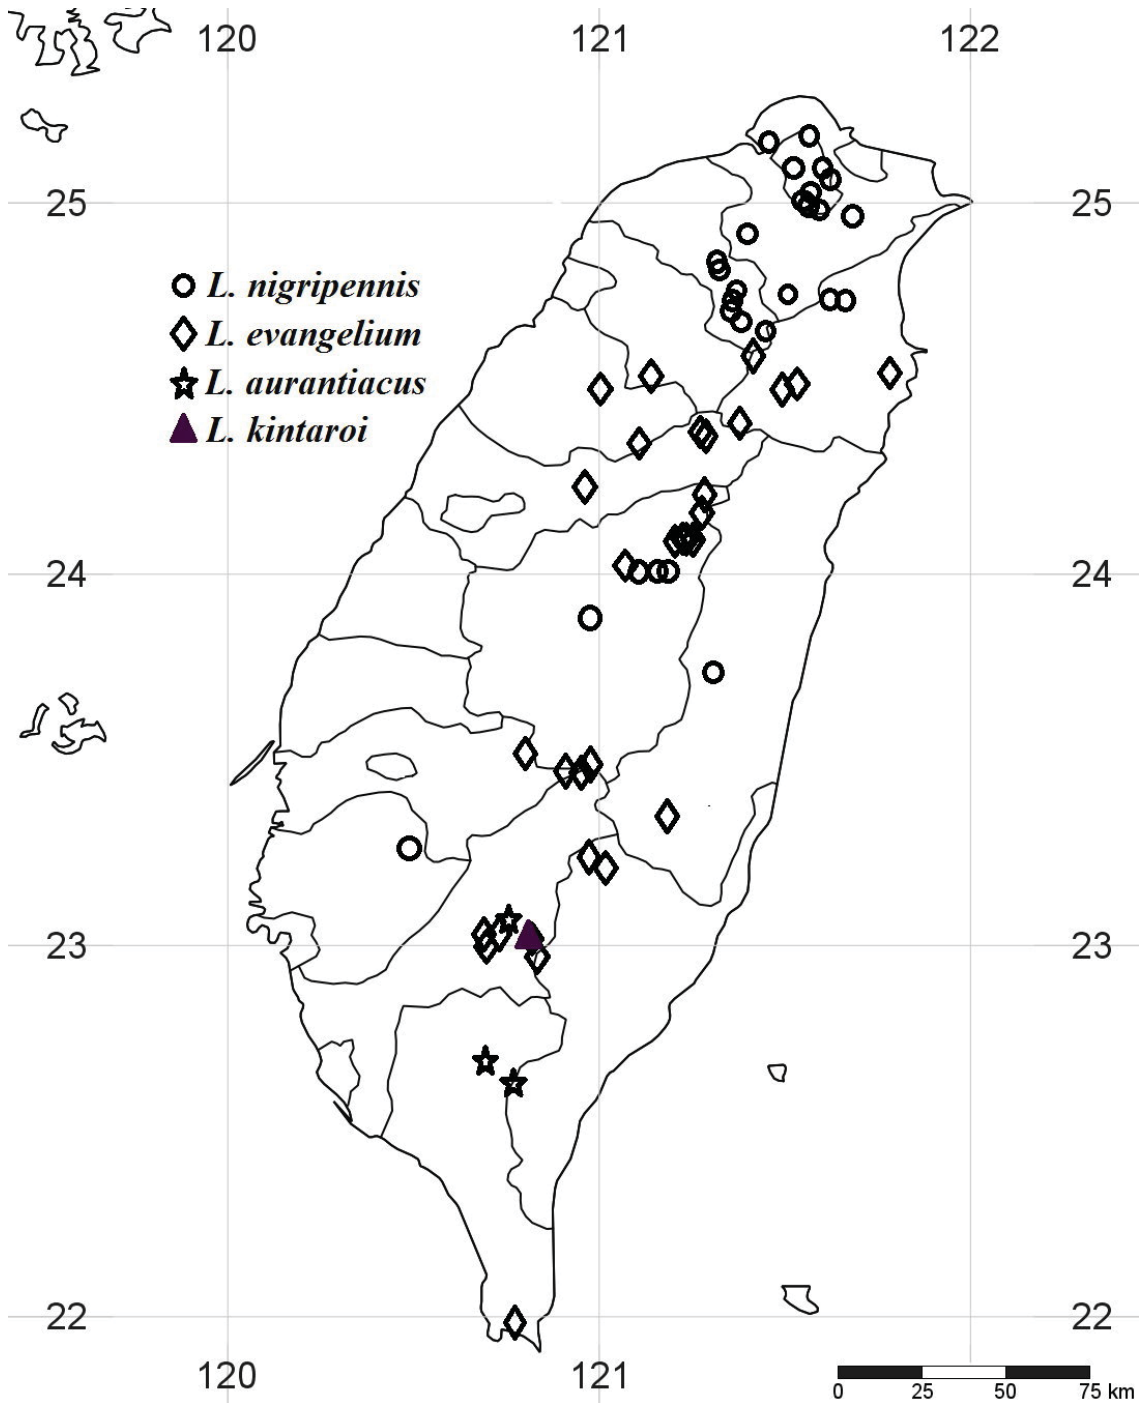 120 121 122
25 25
L. nigripennis
L. evangelium
L. aurantiacus
L. kintaroi
24 24
23 23
22 22
120 121
0 25 50 75 km